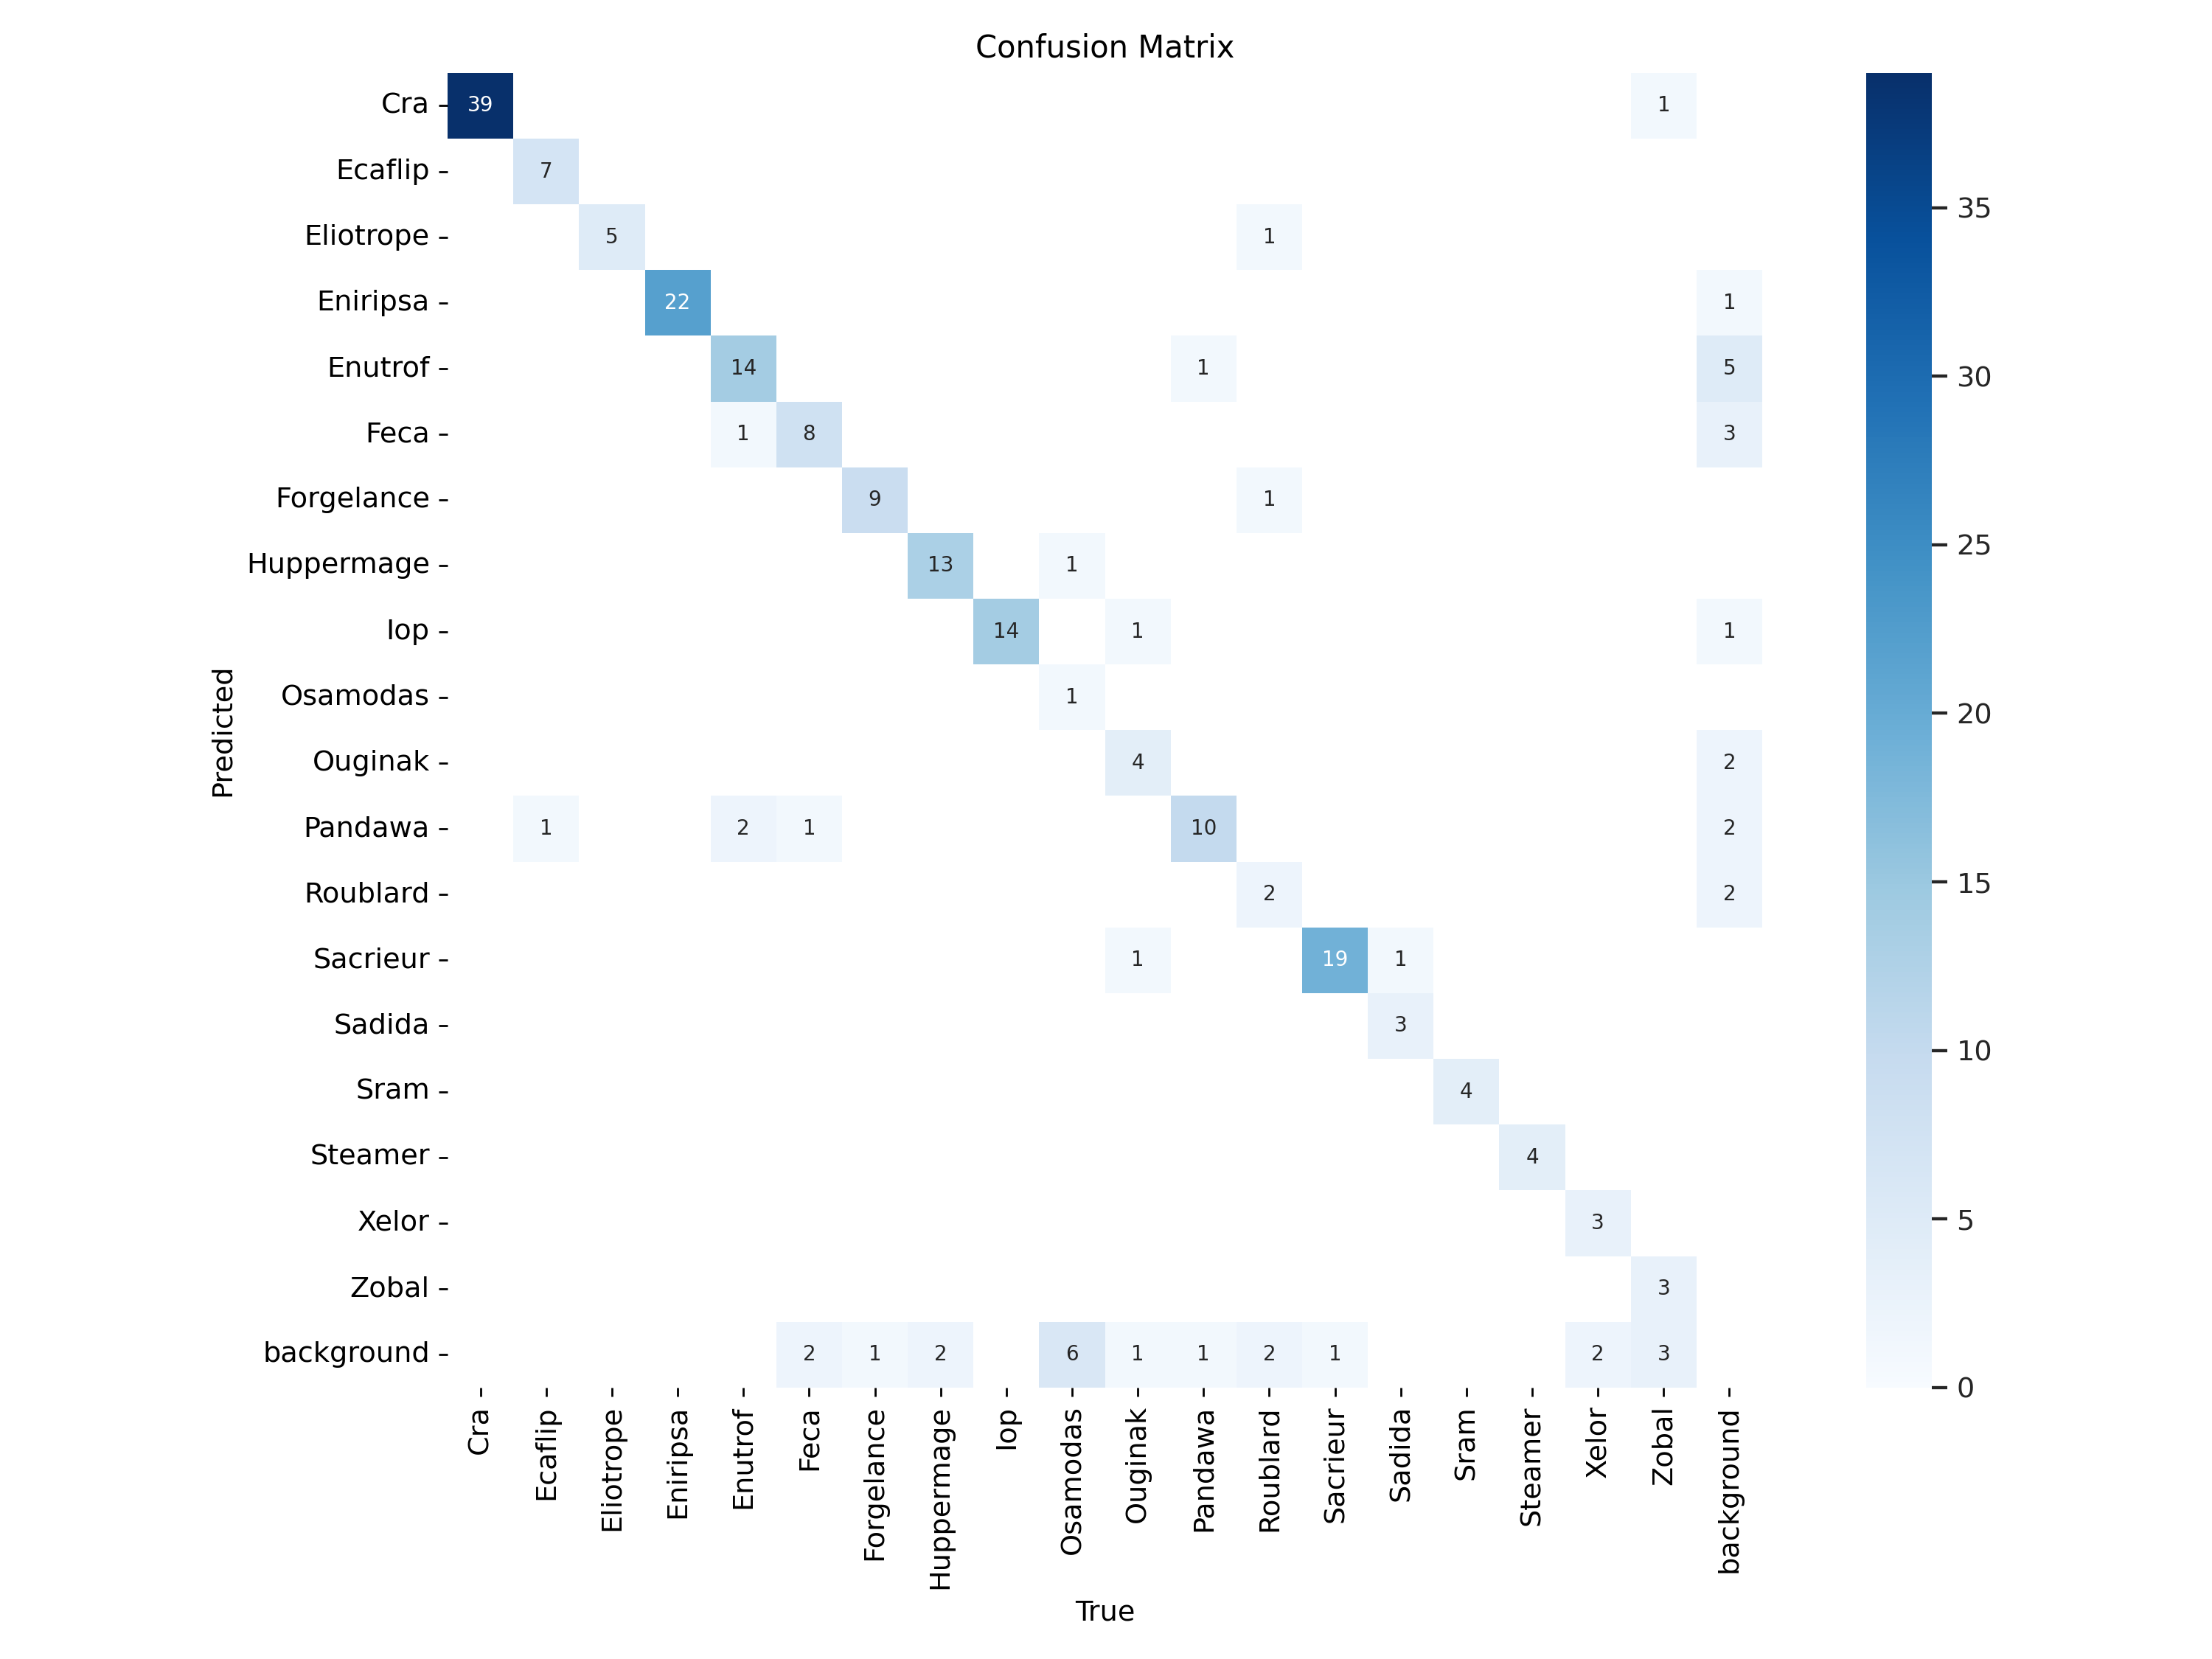 Confusion Matrix
Cra 39 1
Ecaflip 7
Eliotrope 5 1
Eniripsa 22 1
Enutrof 14 1 5
Feca 1 8 3
Forgelance 9 1
Huppermage 13 1
Iop 14 1 1
Osamodas 1
Ouginak 4 2
Pandawa 1 2 1 10 2
Roublard 2 2
Sacrieur 1 19 1
Sadida 3
Sram 4
Steamer 4
Xelor 3
Zobal 3
background 2 1 2 6 1 1 2 1 2 3
Predicted
Cra
Ecaflip
Eliotrope
Eniripsa
Enutrof
Feca
Forgelance
Huppermage
Iop
Osamodas
Ouginak
Pandawa
Roublard
Sacrieur
Sadida
Sram
Steamer
Xelor
Zobal
background
True
35
30
25
20
15
10
5
0